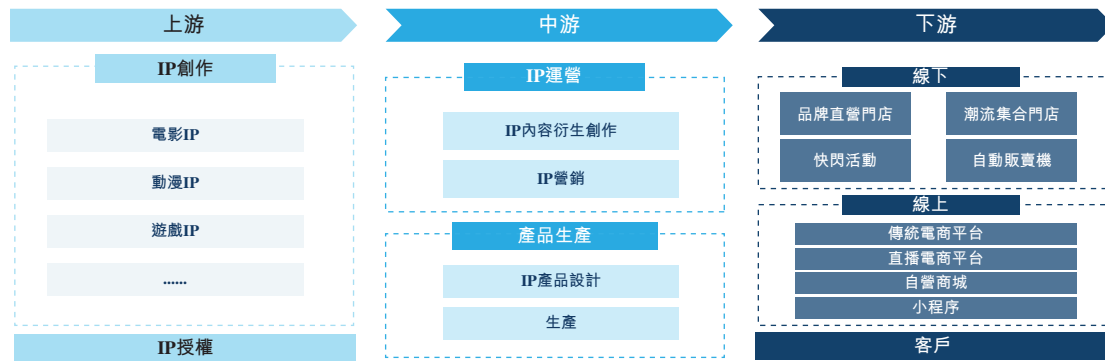 上游
IP創作
電影IP
動漫IP
遊戲IP
......
IP授權
中游
IP運營
IP內容衍生創作
IP營銷
產品生產
IP產品設計
生產
下游
線下
品牌直營門店
潮流集合門店
快閃活動
自動販賣機
線上
傳統電商平台
直播電商平台
自營商城
小程序
客戶